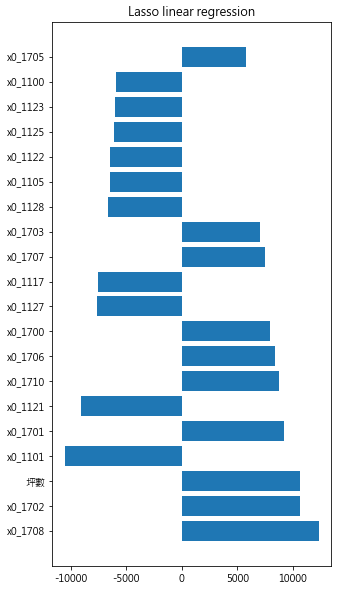 Lasso linear regression
x0_1705
x0_1100
x0_1123
x0_1125
x0_1122
x0_1105
x0_1128
x0_1703
x0_1707
x0_1117
x0_1127
x0_1700
x0_1706
x0_1710
x0_1121
x0_1701
x0_1101
坪數
x0_1702
x0_1708
-10000 -5000 0 5000 10000